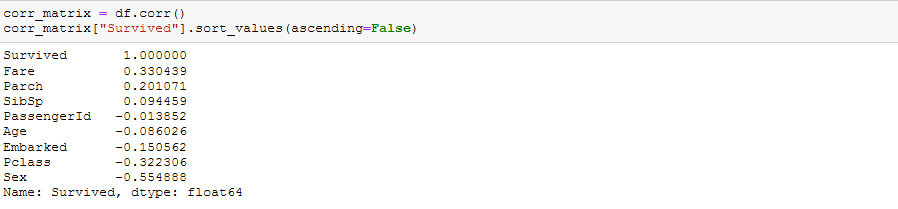 corr_matrix = df.corr()
corr_matrix["Survived"].sort_values(ascending=False)
Survived       1.000000
Fare           0.330439
Parch          0.201071
SibSp          0.094459
PassengerId   -0.013852
Age           -0.086026
Embarked      -0.150562
Pclass        -0.322306
Sex           -0.554888
Name: Survived, dtype: float64